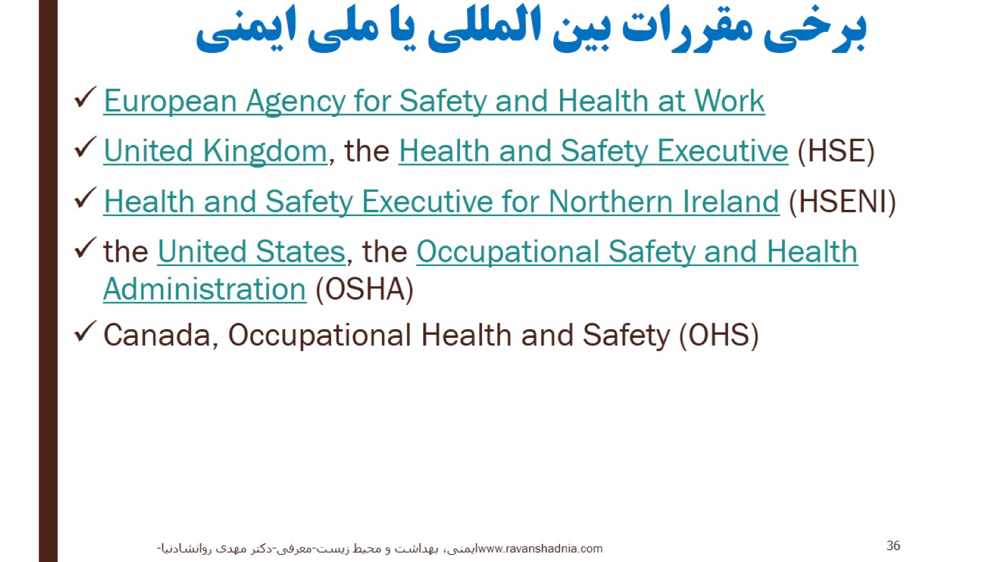 برخی مقررات بین المللی یا ملی ایمنی
✓ European Agency for Safety and Health at Work
✓ United Kingdom, the Health and Safety Executive (HSE)
✓ Health and Safety Executive for Northern Ireland (HSENI)
✓ the United States, the Occupational Safety and Health
Administration (OSHA)
✓ Canada, Occupational Health and Safety (OHS)
ایمنی، بهداشت و محیط زیست-معرفی-دکتر مهدی روانشادنیا-www.ravanshadnia.com
36